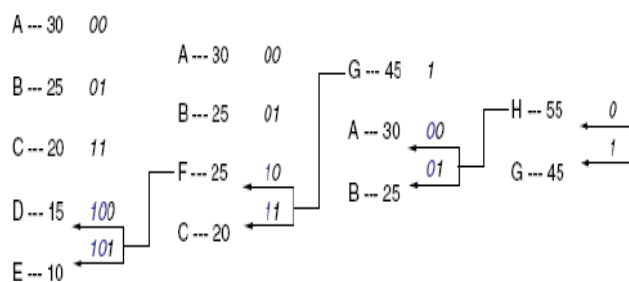 A --- 30 00
B --- 25 01
C --- 20 11
D --- 15 100
101
E --- 10
A --- 30 00
B --- 25 01
F --- 25 10
11
C --- 20
G --- 45 1
A --- 30 00
01
B --- 25
H --- 55 0
1
G --- 45